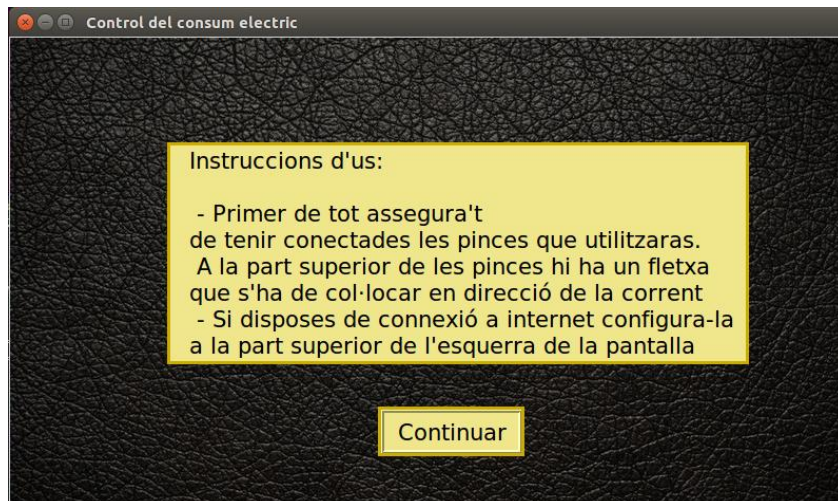 Control del consum electric
Instruccions d'us:
- Primer de tot assegura't
de tenir conectades les pinces que utilitzaras.
A la part superior de les pinces hi ha un fletxa
que s'ha de col·locar en direcció de la corrent
- Si disposes de connexió a internet configura-la
a la part superior de l'esquerra de la pantalla
Continuar